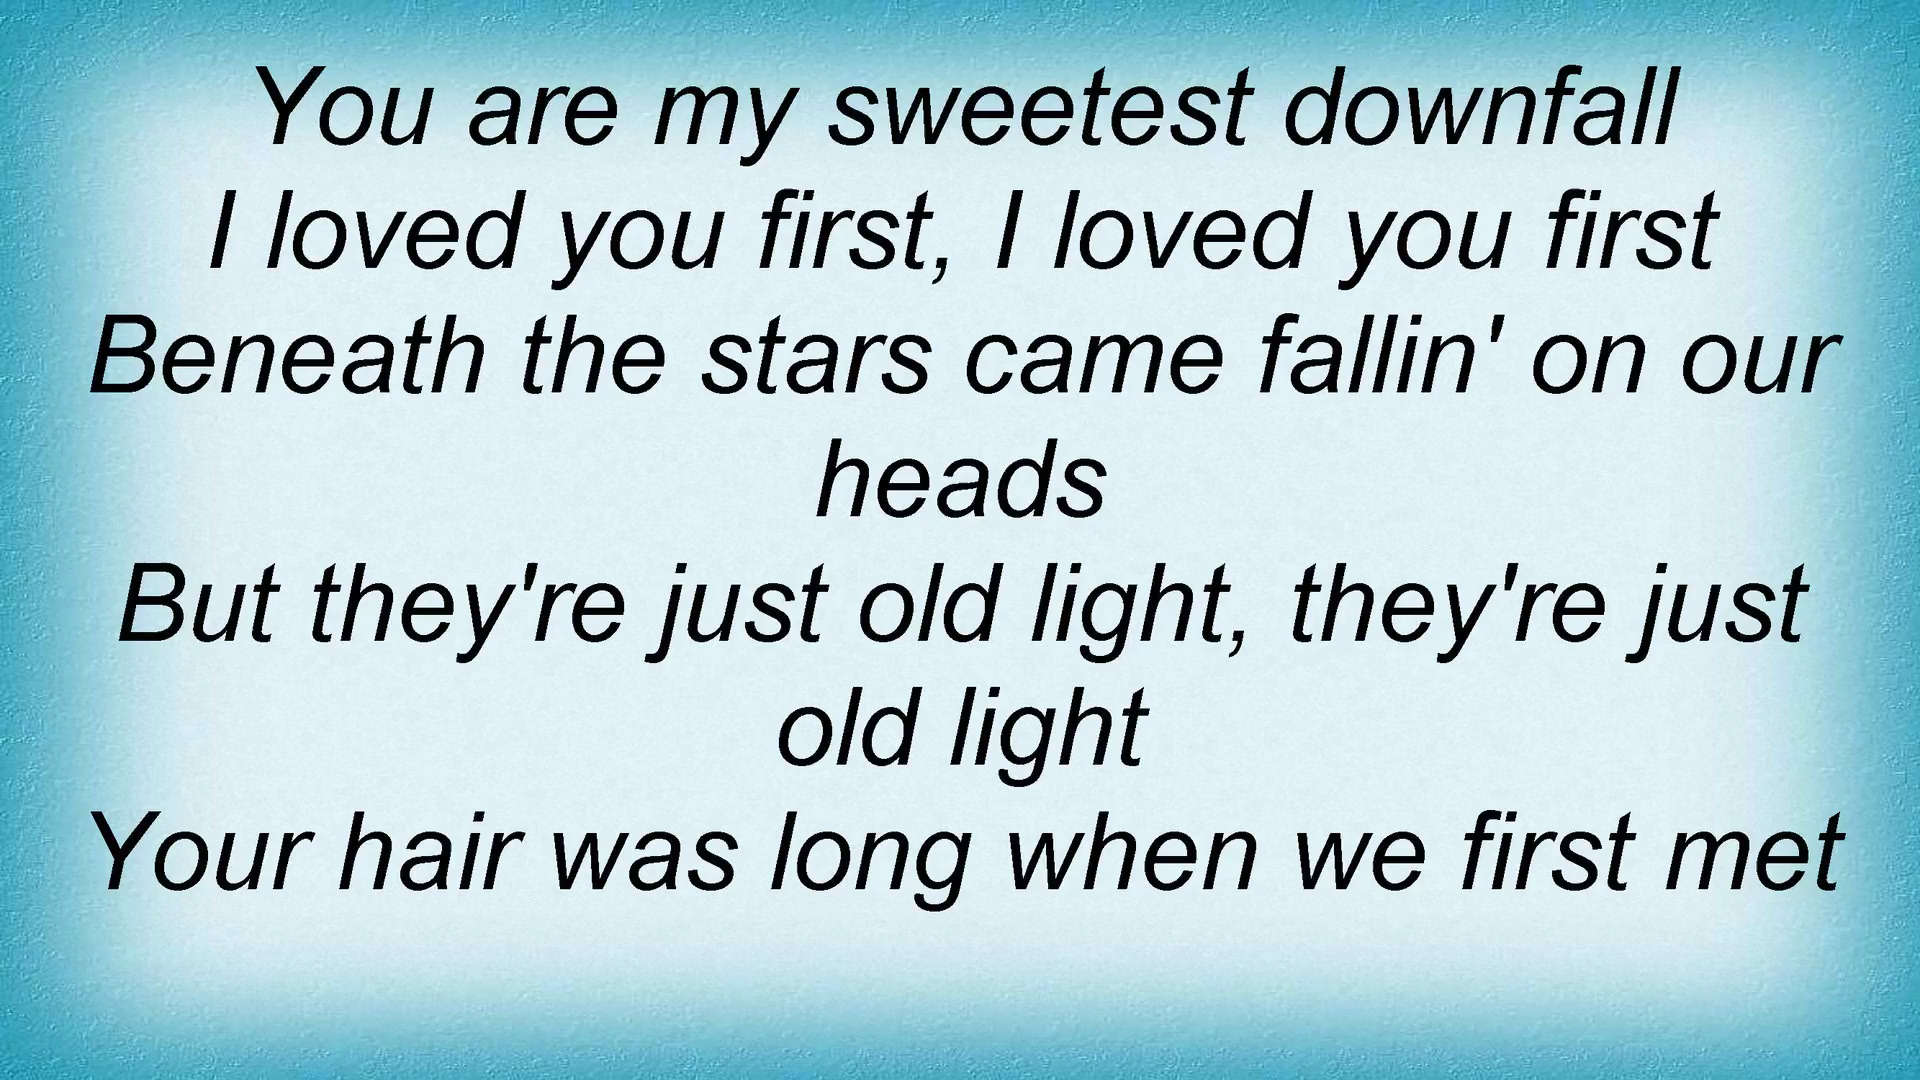 You are my sweetest downfall
I loved you first, I loved you first
Beneath the stars came fallin' on our
heads
But they're just old light, they're just
old light
Your hair was long when we first met